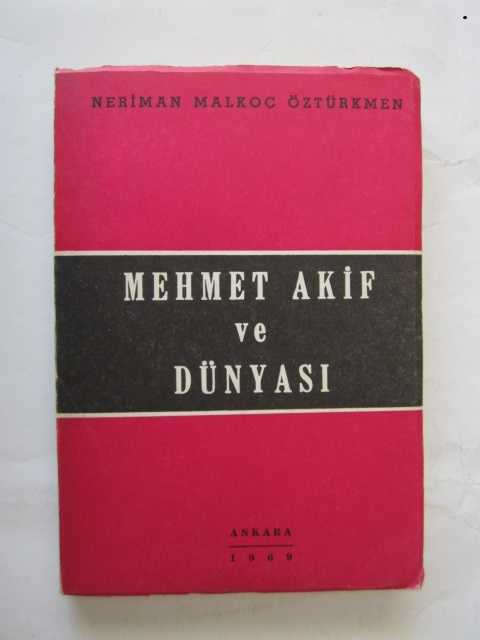 NERİMAN MALKOÇ ÖZTÜRKMEN
MEHMET AKİF
ve
DÜNYASI
ANKARA
1969